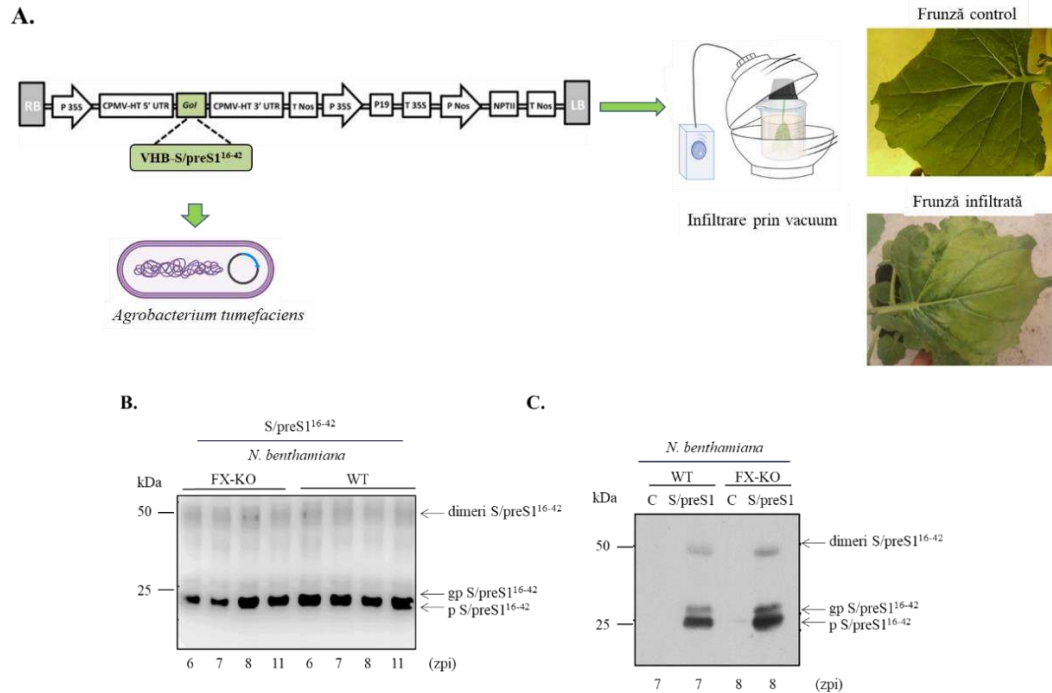 A.
Frunză control
RB P 35S CPMV-HT 5' UTR GoI CPMV-HT 3' UTR T Nos P 35S P19 T 35S P Nos NPTII T Nos LB
VHB-S/preS1¹⁶⁻⁴²
Infiltrare prin vacuum
Frunză infiltrată
Agrobacterium tumefaciens
B.
S/preS1¹⁶⁻⁴²
N. benthamiana
FX-KO WT
kDa
50
dimeri S/preS1¹⁶⁻⁴²
25
gp S/preS1¹⁶⁻⁴²
p S/preS1¹⁶⁻⁴²
6 7 8 11 6 7 8 11 (zpi)
C.
N. benthamiana
WT FX-KO
kDa
C S/preS1 C S/preS1
50
dimeri S/preS1¹⁶⁻⁴²
gp S/preS1¹⁶⁻⁴²
25
p S/preS1¹⁶⁻⁴²
7 7 8 8 (zpi)